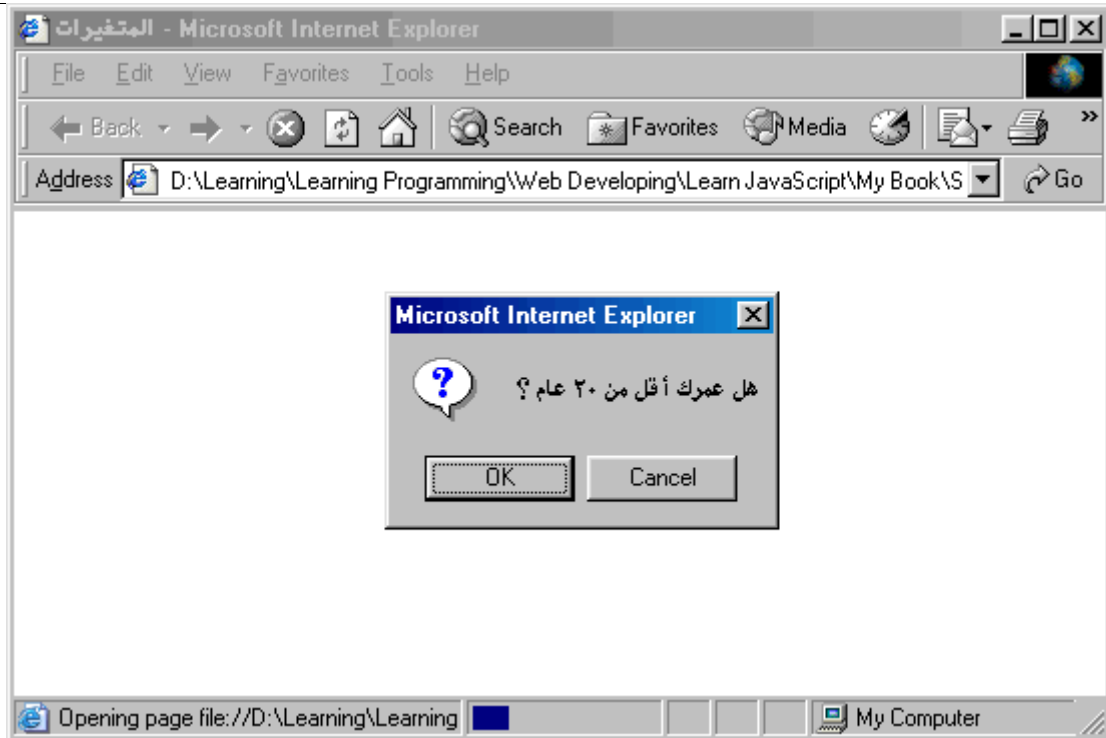 المتغيرات - Microsoft Internet Explorer
File Edit View Favorites Tools Help
Back Search Favorites Media »
Address D:\Learning\Learning Programming\Web Developing\Learn JavaScript\My Book\S Go
Microsoft Internet Explorer
هل عمرك أقل من ٢٠ عام ؟
OK Cancel
Opening page file://D:\Learning\Learning My Computer